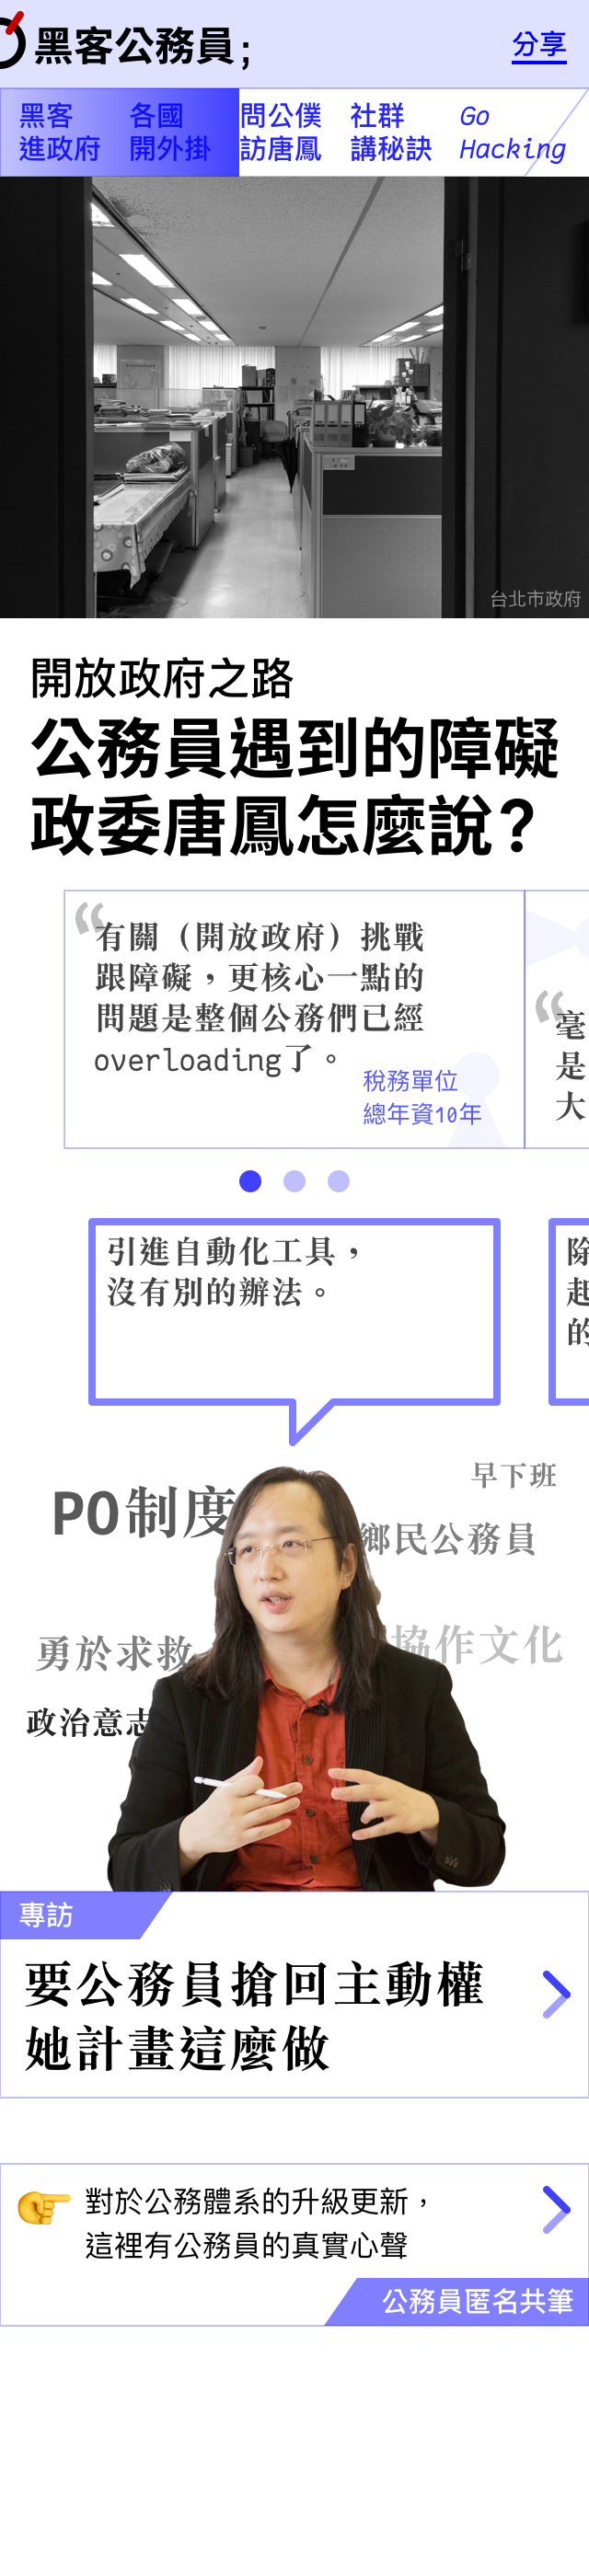 黑客公務員;
分享
黑客
進政府
各國
開外掛
問公僕
訪唐鳳
社群
講秘訣
Go
Hacking
台北市政府
開放政府之路
公務員遇到的障礙
政委唐鳳怎麼說？
“有關（開放政府）挑戰
跟障礙，更核心一點的
問題是整個公務們已經
overloading了。
稅務單位
總年資10年
“毫
是
大
引進自動化工具，
沒有別的辦法。
除
起
的
早下班
PO制度
鄉民公務員
勇於求救
協作文化
政治意志
專訪
要公務員搶回主動權
她計畫這麼做
對於公務體系的升級更新，
這裡有公務員的真實心聲
公務員匿名共筆